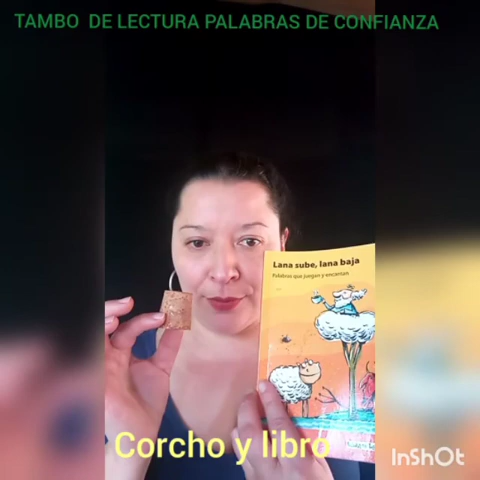 TAMBO DE LECTURA PALABRAS DE CONFIANZA
Lana sube, lana baja
Palabras que juegan y encantan
Corcho y libro
InShOt